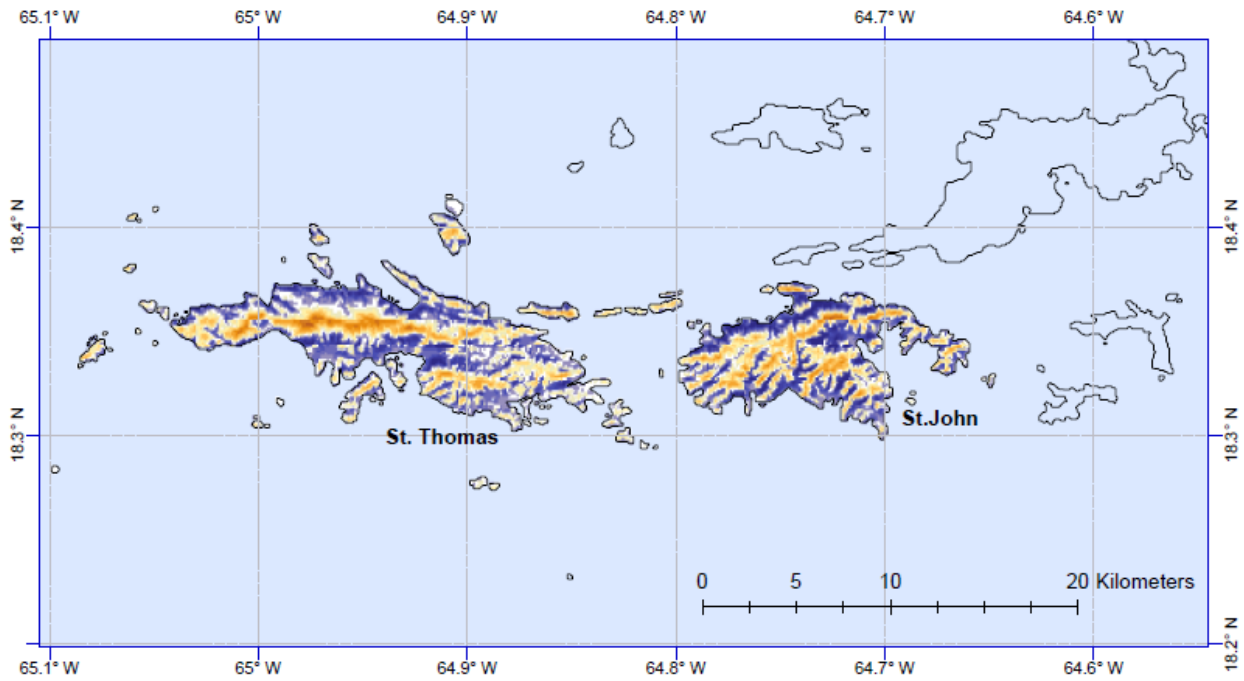 65.1° W 65° W 64.9° W 64.8° W 64.7° W 64.6° W
18.4° N 18.4° N
St. Thomas St.John
18.3° N 18.3° N
0 5 10 20 Kilometers
18.2° N
65.1° W 65° W 64.9° W 64.8° W 64.7° W 64.6° W